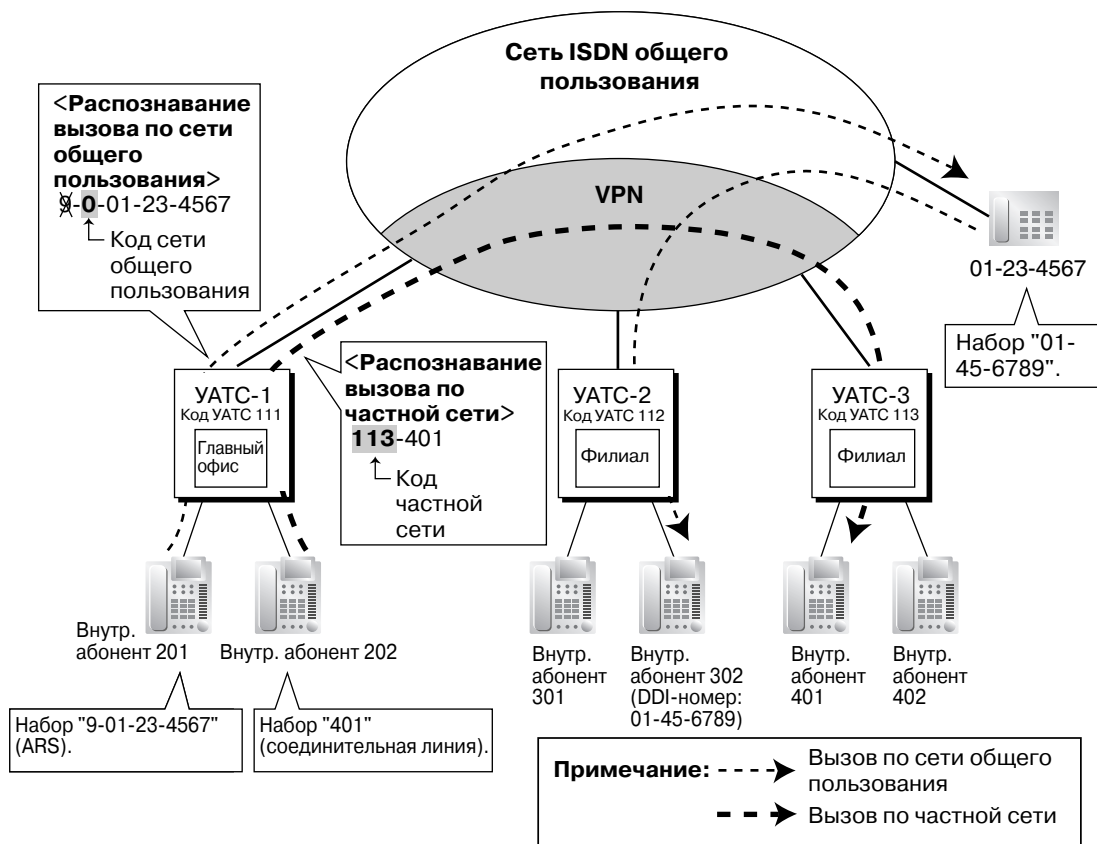 Сеть ISDN общего
пользования
<Распознавание
вызова по сети
общего
пользования>
9-0-01-23-4567
Код сети
общего
пользования
VPN
01-23-4567
Набор "01-
45-6789".
<Распознавание
вызова по
частной сети>
113-401
Код
частной
сети
УАТС-1
Код УАТС 111
Главный
офис
УАТС-2
Код УАТС 112
Филиал
УАТС-3
Код УАТС 113
Филиал
Внутр.
абонент 201
Внутр. абонент 202
Внутр.
абонент
301
Внутр.
абонент 302
(DDI-номер:
01-45-6789)
Внутр.
абонент
401
Внутр.
абонент
402
Набор "9-01-23-4567"
(ARS).
Набор "401"
(соединительная линия).
Примечание:
Вызов по сети общего
пользования
Вызов по частной сети